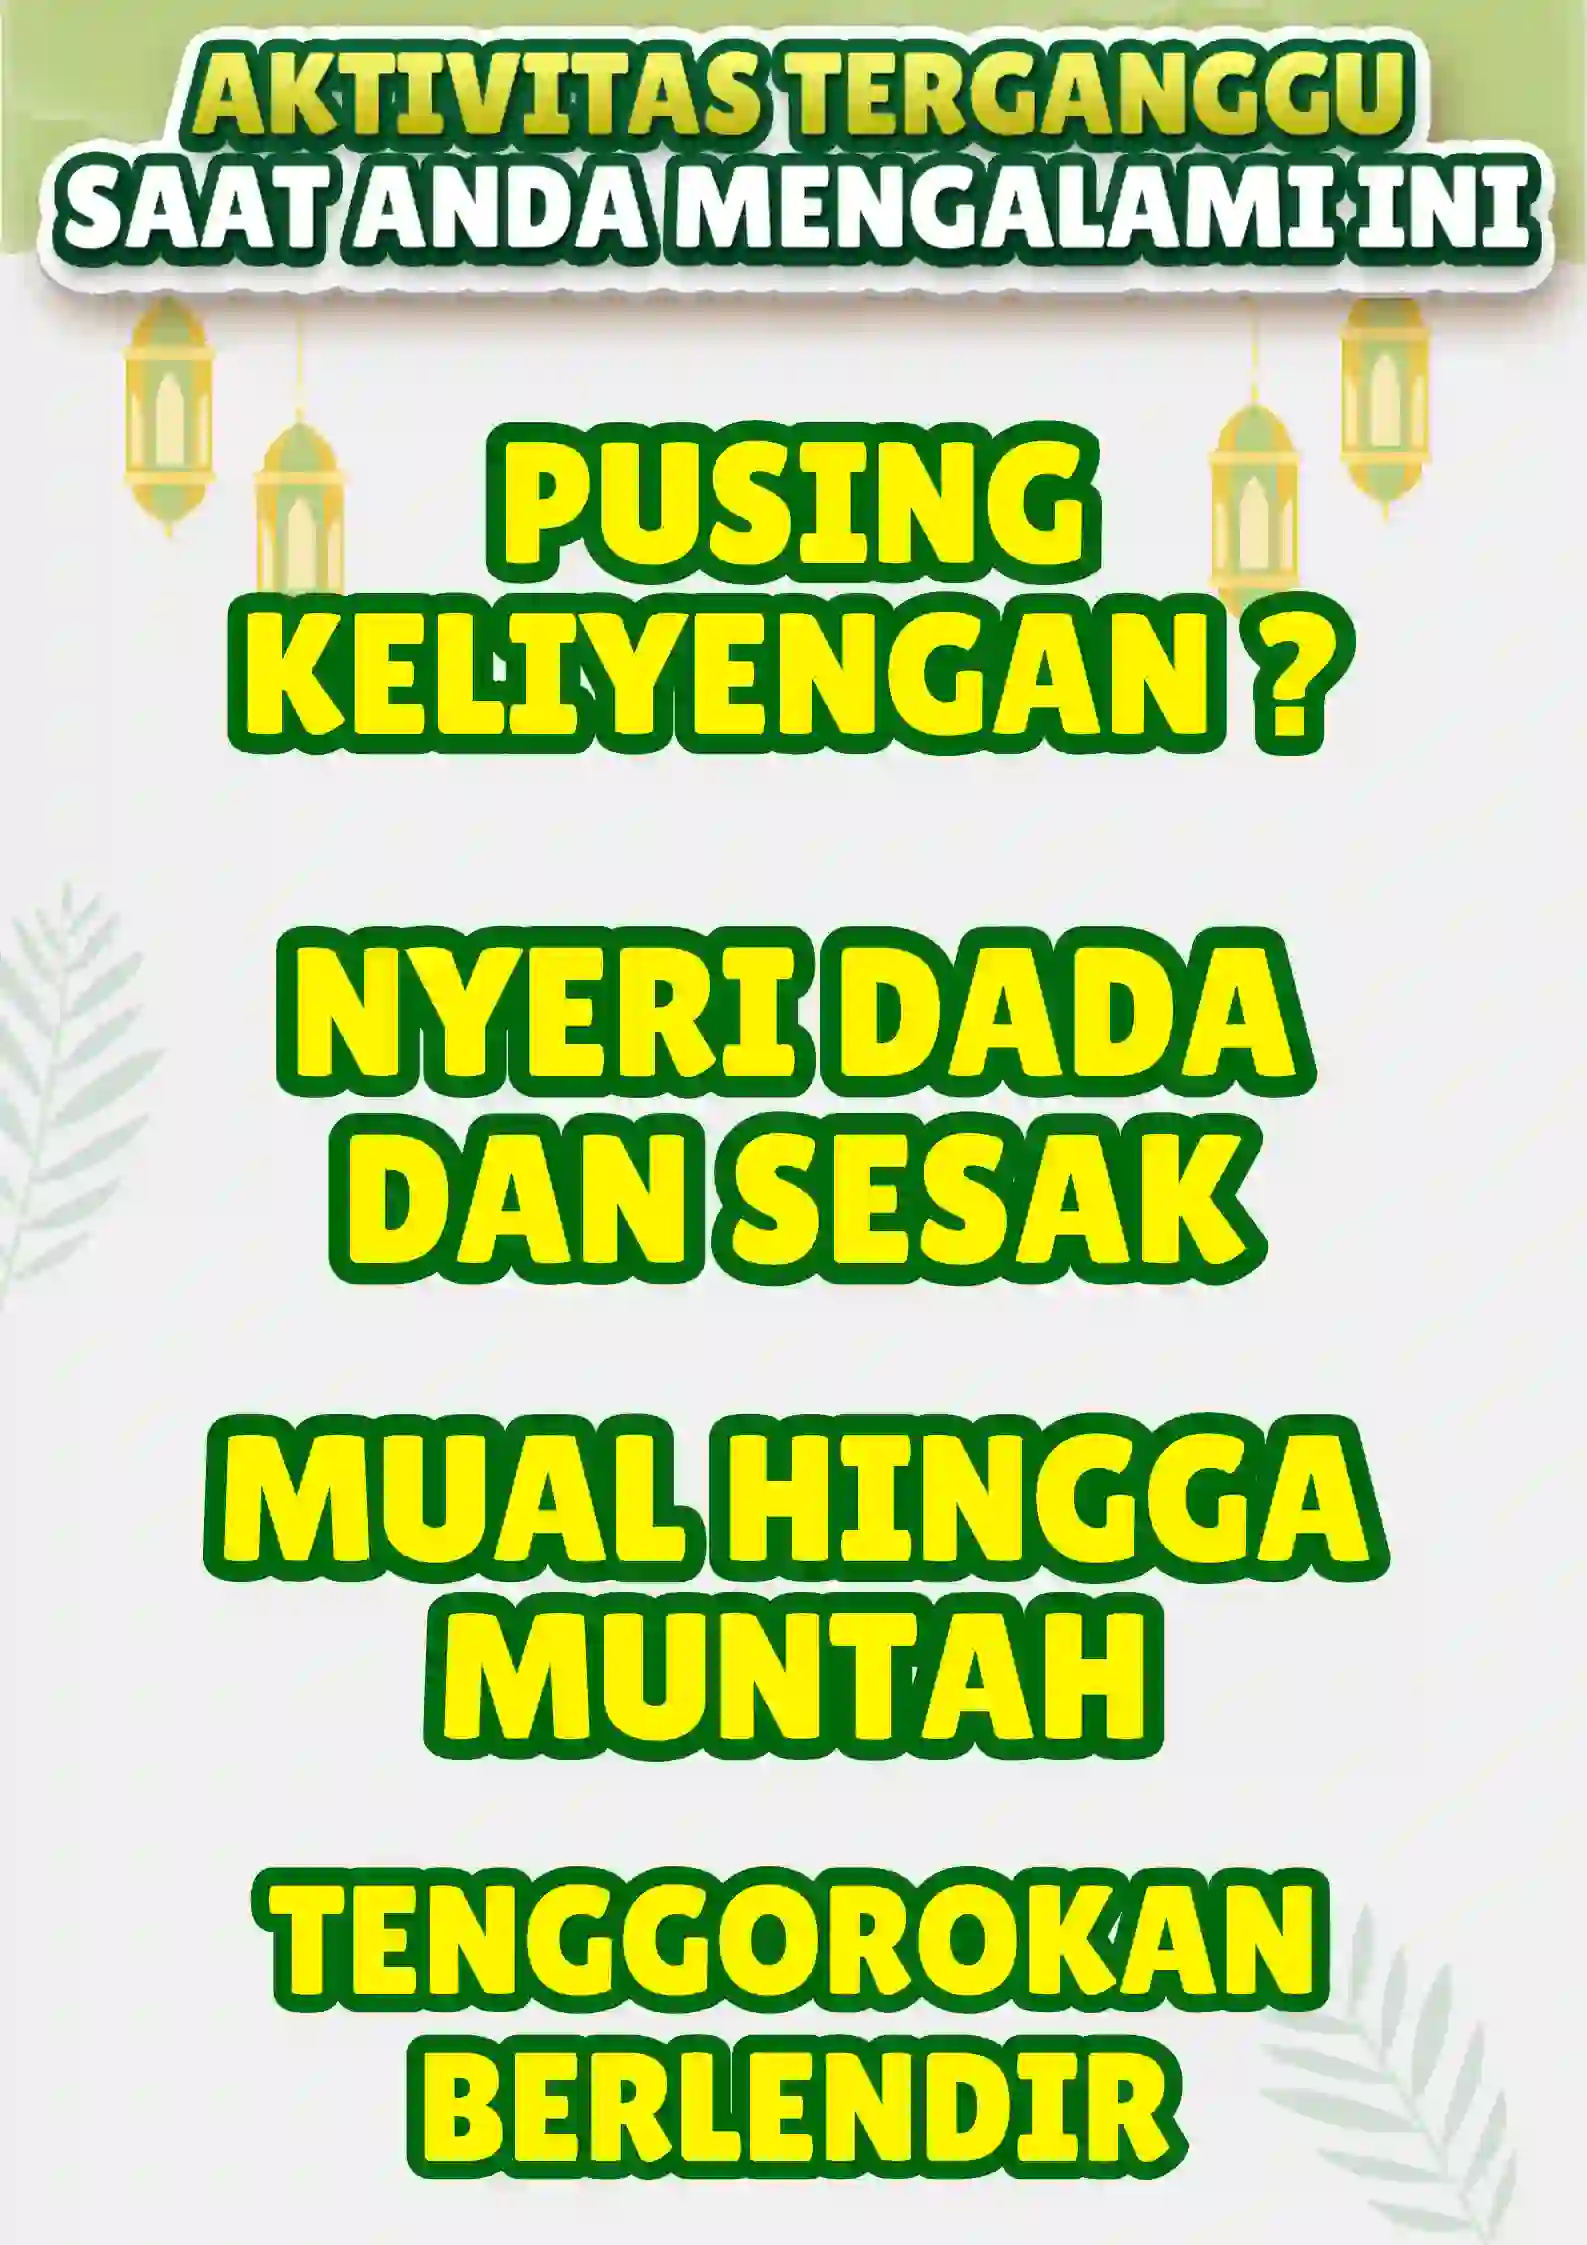 AKTIVITAS TERGANGGU
SAAT ANDA MENGALAMI INI
PUSING
KELIYENGAN ?
NYERI DADA
DAN SESAK
MUAL HINGGA
MUNTAH
TENGGOROKAN
BERLENDIR